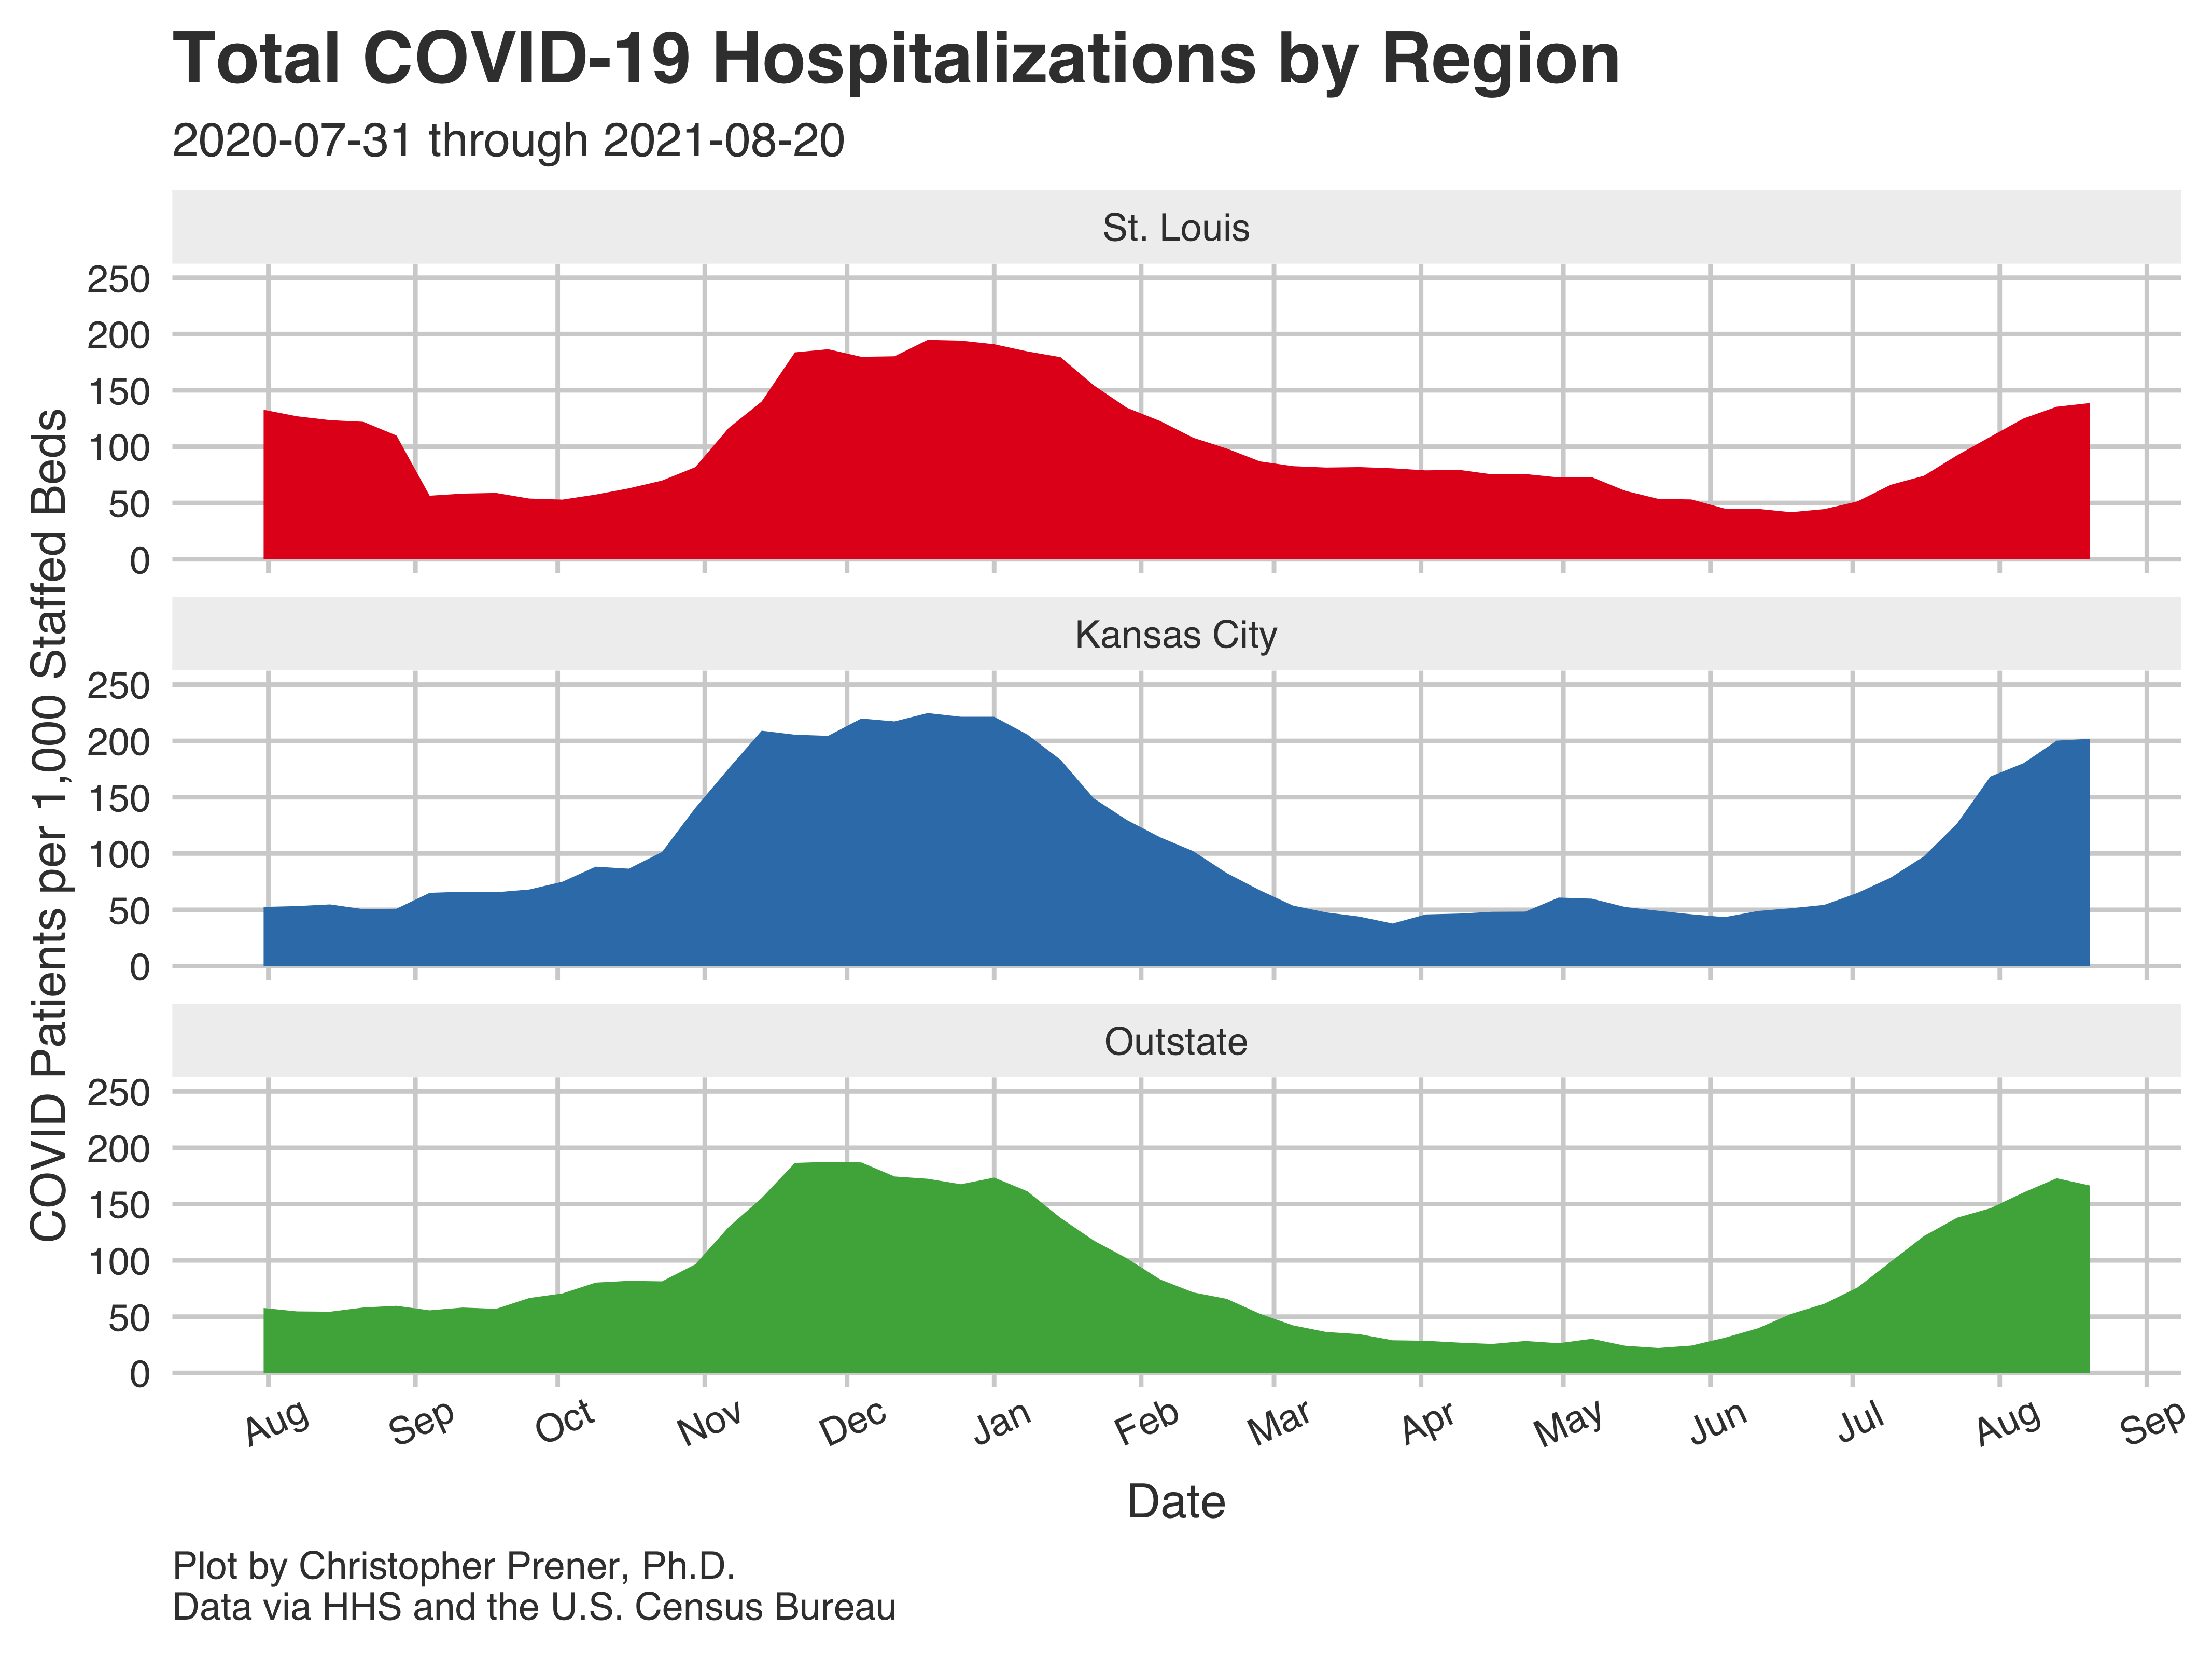 Total COVID-19 Hospitalizations by Region
2020-07-31 through 2021-08-20
COVID Patients per 1,000 Staffed Beds
St. Louis
250
200
150
100
50
0
Kansas City
250
200
150
100
50
0
Outstate
250
200
150
100
50
0
Aug Sep Oct Nov Dec Jan Feb Mar Apr May Jun Jul Aug Sep
Date
Plot by Christopher Prener, Ph.D.
Data via HHS and the U.S. Census Bureau